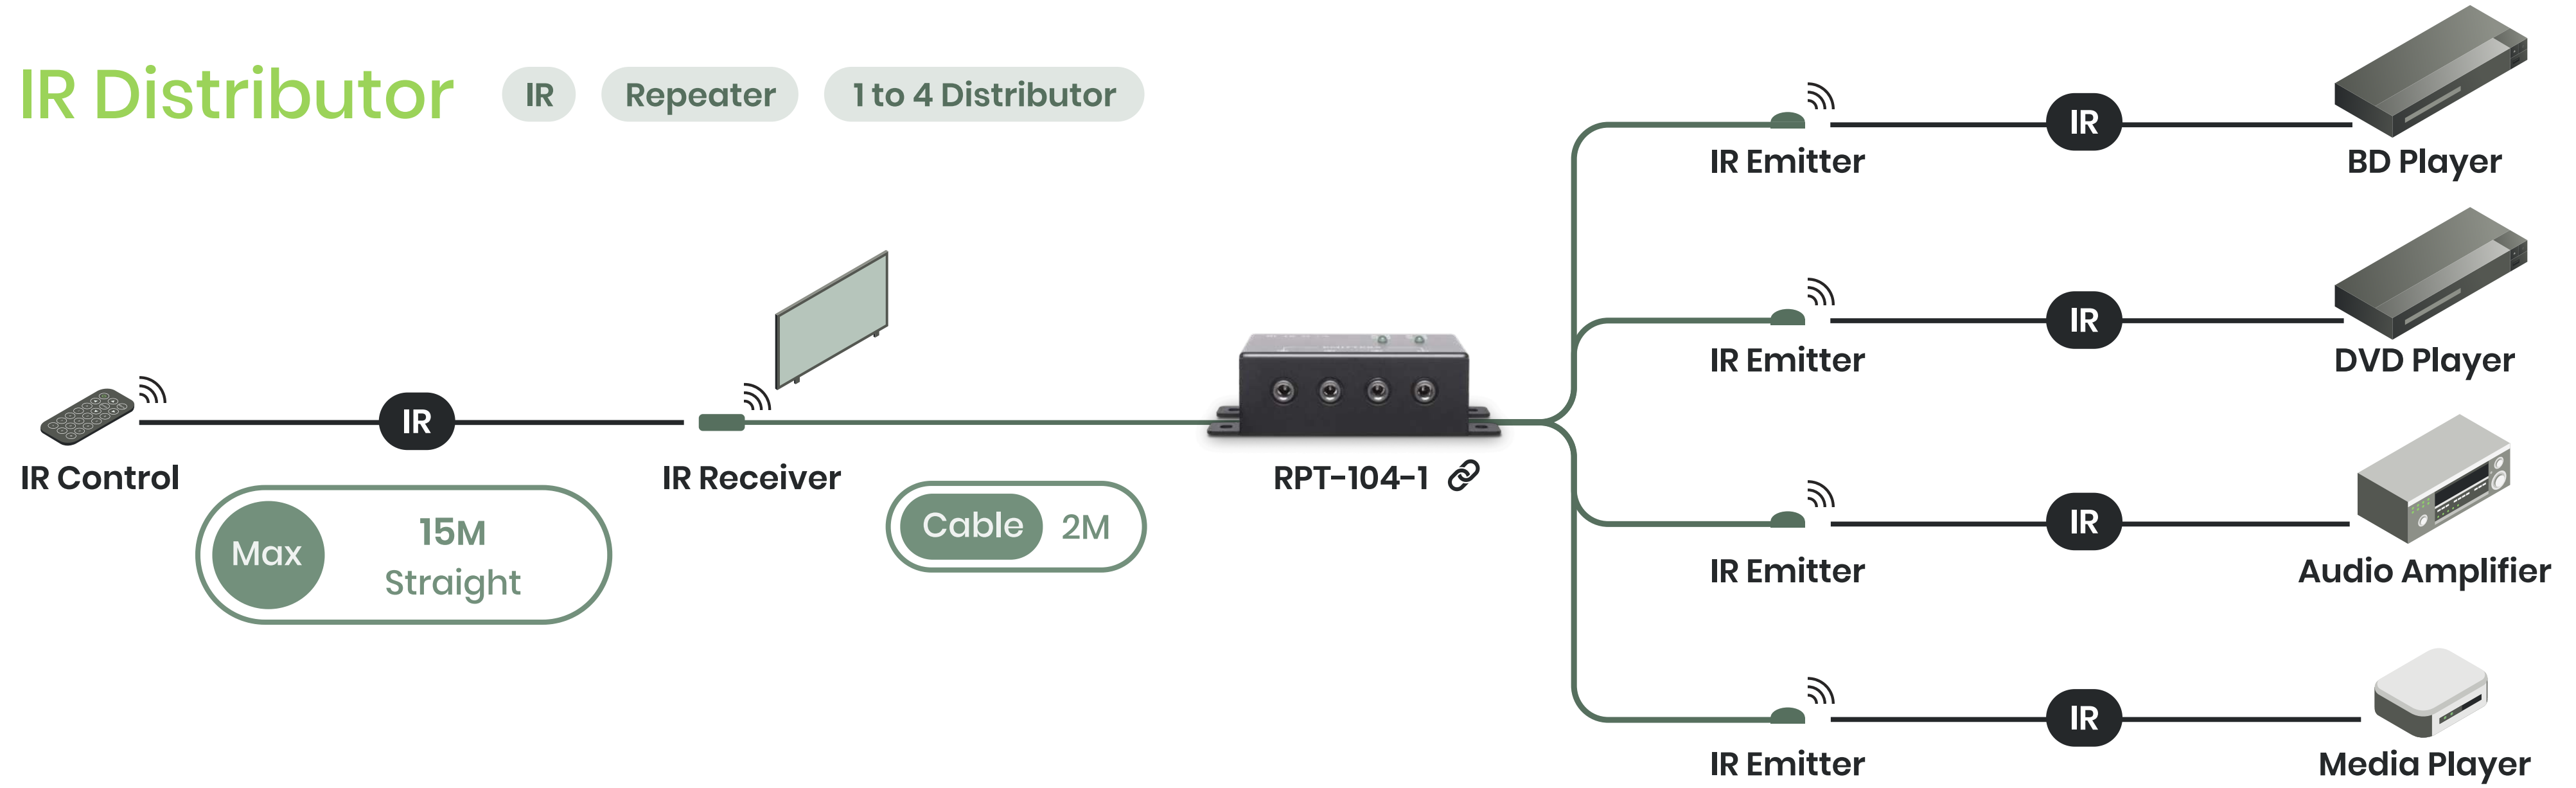 IR Distributor
IR
Repeater
1 to 4 Distributor
IR Emitter
IR
BD Player
IR Emitter
IR
DVD Player
IR Control
IR
IR Receiver
RPT-104-1
Max
15M
Straight
Cable
2M
IR Emitter
IR
Audio Amplifier
IR Emitter
IR
Media Player